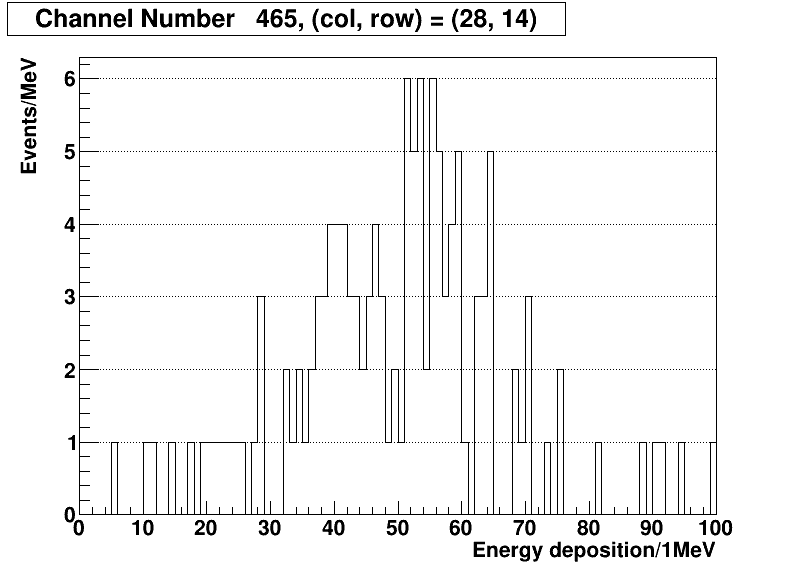 Channel Number 465, (col, row) = (28, 14)
Events/MeV
6
5
4
3
2
1
0
0 10 20 30 40 50 60 70 80 90 100
Energy deposition/1MeV